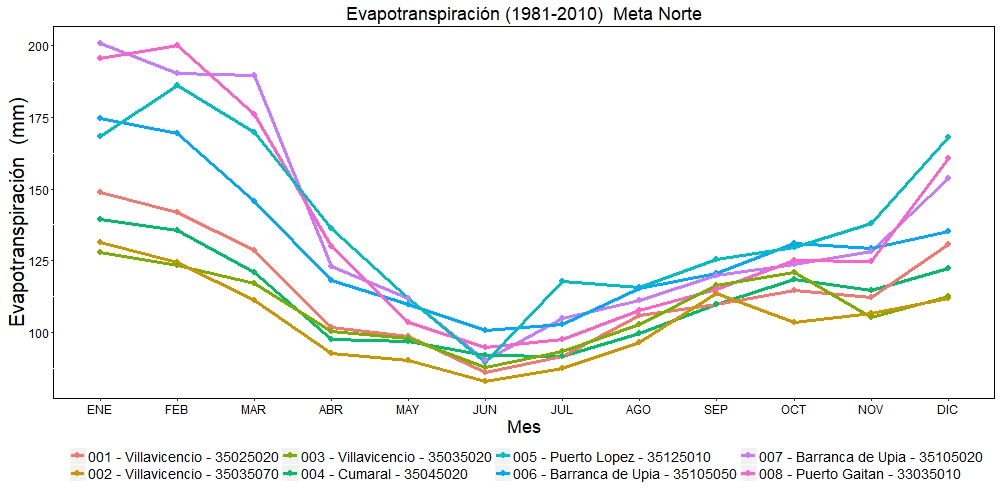 Evapotranspiración (1981-2010)  Meta Norte
Evapotranspiración  (mm)
200
175
150
125
100
ENE FEB MAR ABR MAY JUN JUL AGO SEP OCT NOV DIC
Mes
001 - Villavicencio - 35025020 003 - Villavicencio - 35035020 005 - Puerto Lopez - 35125010 007 - Barranca de Upia - 35105020
002 - Villavicencio - 35035070 004 - Cumaral - 35045020 006 - Barranca de Upia - 35105050 008 - Puerto Gaitan - 33035010